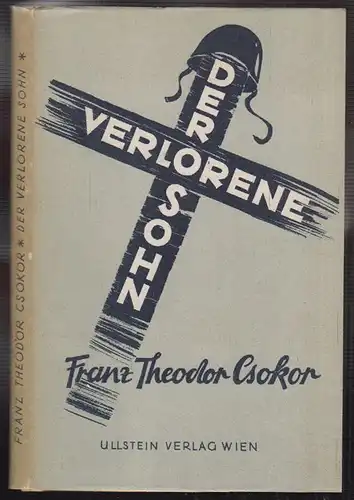 FRANZ THEODOR CSOKOR * DER VERLORENE SOHN *
DER
VERLORENE
SOHN
Franz Theodor Csokor
ULLSTEIN VERLAG WIEN